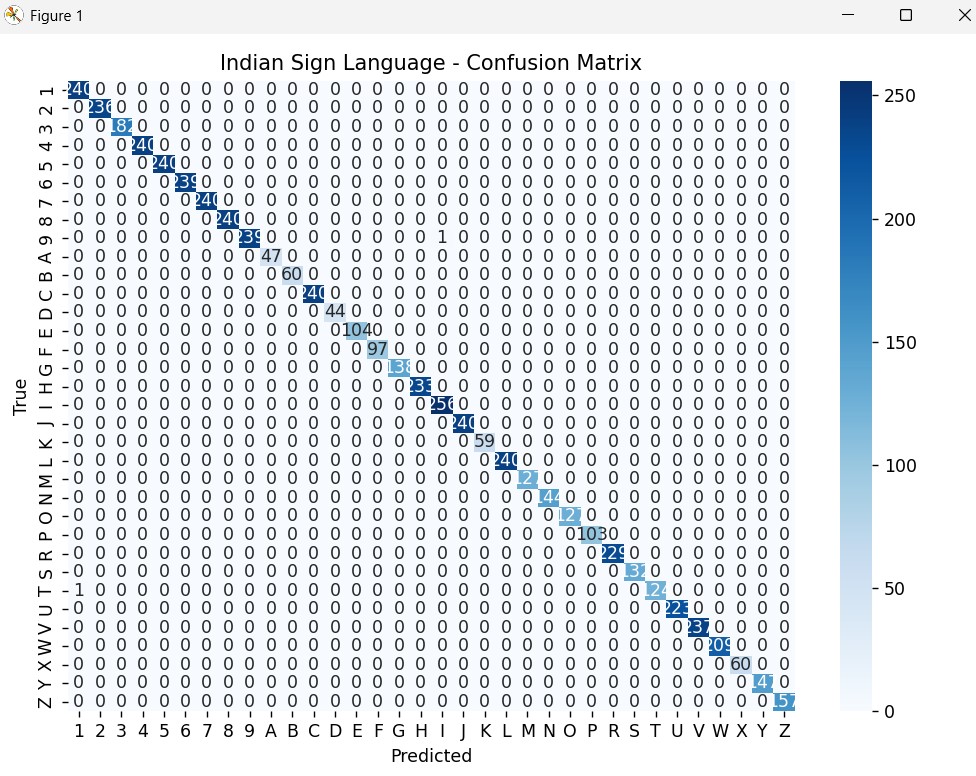 Figure 1
Indian Sign Language - Confusion Matrix
1 240 0 0 0 0 0 0 0 0 0 0 0 0 0 0 0 0 0 0 0 0 0 0 0 0 0 0 0 0 0 0 0 0 0
2 0 236 0 0 0 0 0 0 0 0 0 0 0 0 0 0 0 0 0 0 0 0 0 0 0 0 0 0 0 0 0 0 0 0
3 0 0 182 0 0 0 0 0 0 0 0 0 0 0 0 0 0 0 0 0 0 0 0 0 0 0 0 0 0 0 0 0 0 0
4 0 0 0 240 0 0 0 0 0 0 0 0 0 0 0 0 0 0 0 0 0 0 0 0 0 0 0 0 0 0 0 0 0 0
5 0 0 0 0 240 0 0 0 0 0 0 0 0 0 0 0 0 0 0 0 0 0 0 0 0 0 0 0 0 0 0 0 0 0
6 0 0 0 0 0 239 0 0 0 0 0 0 0 0 0 0 0 0 0 0 0 0 0 0 0 0 0 0 0 0 0 0 0 0
7 0 0 0 0 0 0 240 0 0 0 0 0 0 0 0 0 0 0 0 0 0 0 0 0 0 0 0 0 0 0 0 0 0 0
8 0 0 0 0 0 0 0 240 0 0 0 0 0 0 0 0 0 0 0 0 0 0 0 0 0 0 0 0 0 0 0 0 0 0
9 0 0 0 0 0 0 0 0 239 0 0 0 0 0 0 0 0 1 0 0 0 0 0 0 0 0 0 0 0 0 0 0 0 0
A 0 0 0 0 0 0 0 0 0 47 0 0 0 0 0 0 0 0 0 0 0 0 0 0 0 0 0 0 0 0 0 0 0 0
B 0 0 0 0 0 0 0 0 0 0 60 0 0 0 0 0 0 0 0 0 0 0 0 0 0 0 0 0 0 0 0 0 0 0
C 0 0 0 0 0 0 0 0 0 0 0 240 0 0 0 0 0 0 0 0 0 0 0 0 0 0 0 0 0 0 0 0 0 0
D 0 0 0 0 0 0 0 0 0 0 0 0 44 0 0 0 0 0 0 0 0 0 0 0 0 0 0 0 0 0 0 0 0 0
E 0 0 0 0 0 0 0 0 0 0 0 0 0 104 0 0 0 0 0 0 0 0 0 0 0 0 0 0 0 0 0 0 0 0
F 0 0 0 0 0 0 0 0 0 0 0 0 0 0 97 0 0 0 0 0 0 0 0 0 0 0 0 0 0 0 0 0 0 0
G 0 0 0 0 0 0 0 0 0 0 0 0 0 0 0 138 0 0 0 0 0 0 0 0 0 0 0 0 0 0 0 0 0 0
H 0 0 0 0 0 0 0 0 0 0 0 0 0 0 0 0 233 0 0 0 0 0 0 0 0 0 0 0 0 0 0 0 0 0
I 0 0 0 0 0 0 0 0 0 0 0 0 0 0 0 0 0 256 0 0 0 0 0 0 0 0 0 0 0 0 0 0 0 0
J 0 0 0 0 0 0 0 0 0 0 0 0 0 0 0 0 0 0 240 0 0 0 0 0 0 0 0 0 0 0 0 0 0 0
K 0 0 0 0 0 0 0 0 0 0 0 0 0 0 0 0 0 0 0 59 0 0 0 0 0 0 0 0 0 0 0 0 0 0
L 0 0 0 0 0 0 0 0 0 0 0 0 0 0 0 0 0 0 0 0 240 0 0 0 0 0 0 0 0 0 0 0 0 0
M 0 0 0 0 0 0 0 0 0 0 0 0 0 0 0 0 0 0 0 0 0 127 0 0 0 0 0 0 0 0 0 0 0 0
N 0 0 0 0 0 0 0 0 0 0 0 0 0 0 0 0 0 0 0 0 0 0 144 0 0 0 0 0 0 0 0 0 0 0
O 0 0 0 0 0 0 0 0 0 0 0 0 0 0 0 0 0 0 0 0 0 0 0 127 0 0 0 0 0 0 0 0 0 0
P 0 0 0 0 0 0 0 0 0 0 0 0 0 0 0 0 0 0 0 0 0 0 0 0 103 0 0 0 0 0 0 0 0 0
R 0 0 0 0 0 0 0 0 0 0 0 0 0 0 0 0 0 0 0 0 0 0 0 0 0 229 0 0 0 0 0 0 0 0
S 0 0 0 0 0 0 0 0 0 0 0 0 0 0 0 0 0 0 0 0 0 0 0 0 0 0 132 0 0 0 0 0 0 0
T 1 0 0 0 0 0 0 0 0 0 0 0 0 0 0 0 0 0 0 0 0 0 0 0 0 0 0 124 0 0 0 0 0 0
U 0 0 0 0 0 0 0 0 0 0 0 0 0 0 0 0 0 0 0 0 0 0 0 0 0 0 0 0 223 0 0 0 0 0
V 0 0 0 0 0 0 0 0 0 0 0 0 0 0 0 0 0 0 0 0 0 0 0 0 0 0 0 0 0 237 0 0 0 0
W 0 0 0 0 0 0 0 0 0 0 0 0 0 0 0 0 0 0 0 0 0 0 0 0 0 0 0 0 0 0 209 0 0 0
X 0 0 0 0 0 0 0 0 0 0 0 0 0 0 0 0 0 0 0 0 0 0 0 0 0 0 0 0 0 0 0 60 0 0
Y 0 0 0 0 0 0 0 0 0 0 0 0 0 0 0 0 0 0 0 0 0 0 0 0 0 0 0 0 0 0 0 0 147 0
Z 0 0 0 0 0 0 0 0 0 0 0 0 0 0 0 0 0 0 0 0 0 0 0 0 0 0 0 0 0 0 0 0 0 157
1 2 3 4 5 6 7 8 9 A B C D E F G H I J K L M N O P R S T U V W X Y Z
True
Predicted
250
200
150
100
50
0